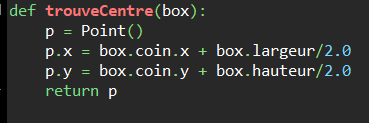 def trouveCentre(box):
    p = Point()
    p.x = box.coin.x + box.largeur/2.0
    p.y = box.coin.y + box.hauteur/2.0
    return p